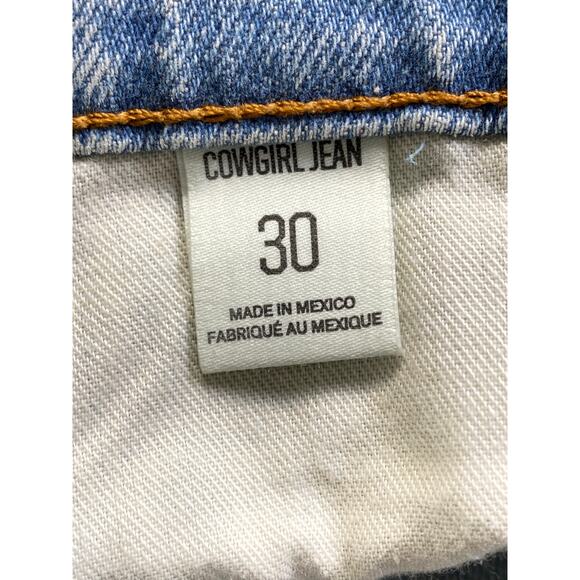 COWGIRL JEAN
30
MADE IN MEXICO
FABRIQUÉ AU MEXIQUE